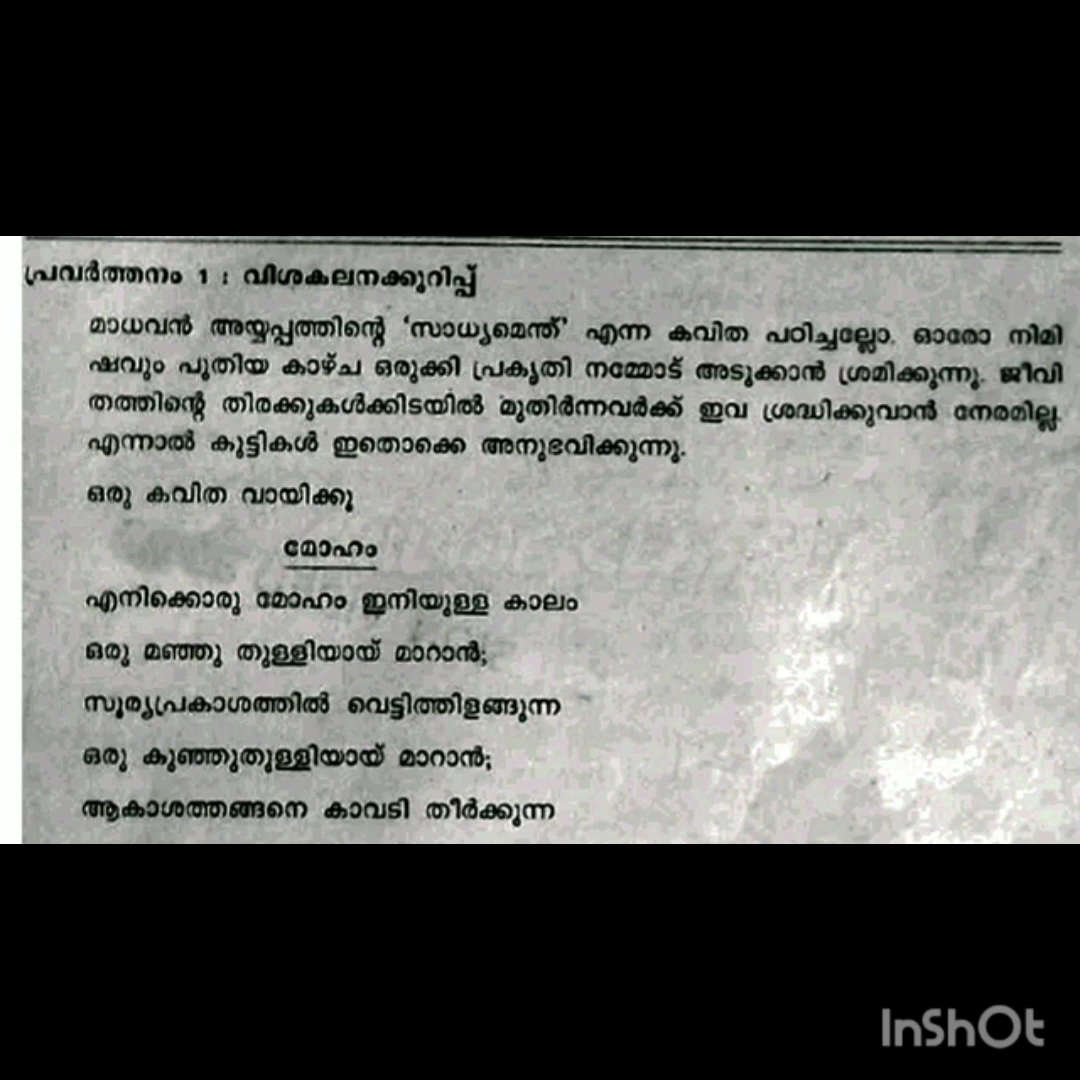 പ്രവർത്തനം 1 : വിശകലനക്കുറിപ്പ്
മാധവൻ അയ്യപ്പത്തിന്റെ 'സാധ്യമെന്ത്' എന്ന കവിത പഠിച്ചല്ലോ. ഓരോ നിമി
ഷവും പുതിയ കാഴ്ച ഒരുക്കി പ്രകൃതി നമ്മോട് അടുക്കാൻ ശ്രമിക്കുന്നു. ജീവി
തത്തിന്റെ തിരക്കുകൾക്കിടയിൽ മുതിർന്നവർക്ക് ഇവ ശ്രദ്ധിക്കുവാൻ നേരമില്ല.
എന്നാൽ കുട്ടികൾ ഇതൊക്കെ അനുഭവിക്കുന്നു.
ഒരു കവിത വായിക്കൂ
മോഹം
എനിക്കൊരു മോഹം ഇനിയുള്ള കാലം
ഒരു മഞ്ഞു തുള്ളിയായ് മാറാൻ;
സൂര്യപ്രകാശത്തിൽ വെട്ടിത്തിളങ്ങുന്ന
ഒരു കുഞ്ഞുതുള്ളിയായ് മാറാൻ;
ആകാശത്തങ്ങനെ കാവടി തീർക്കുന്ന
InShOt